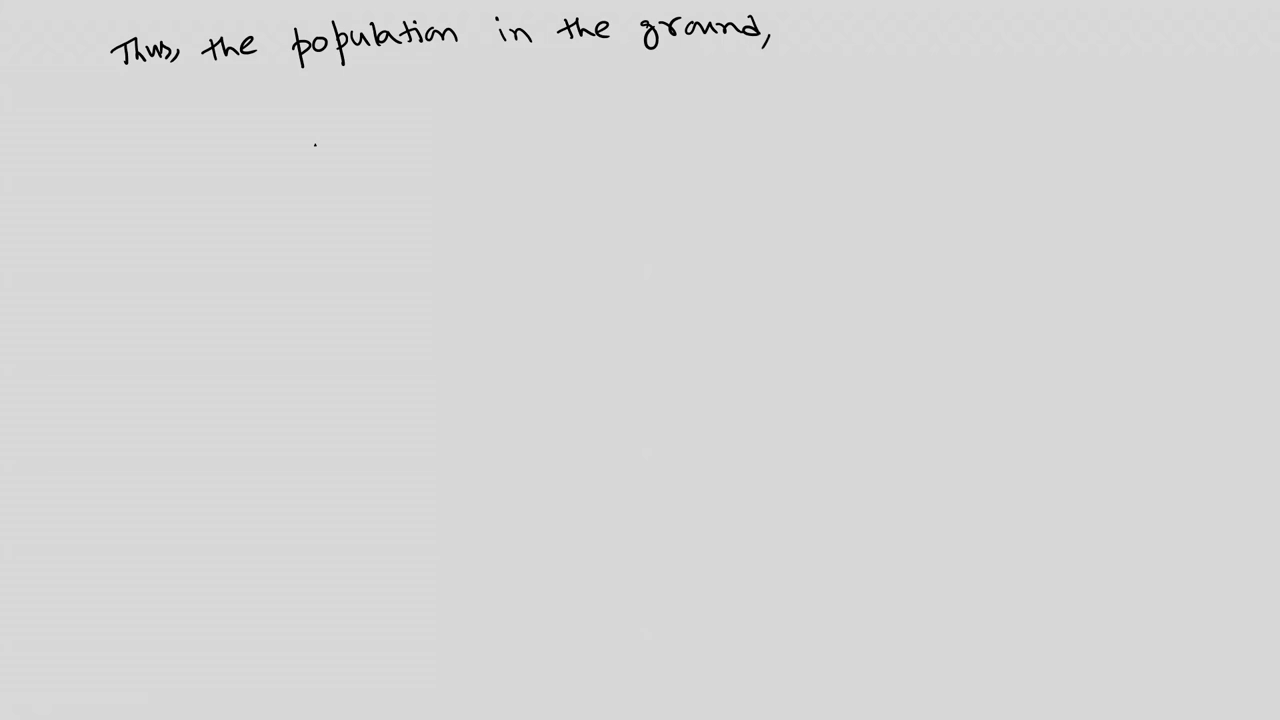 Thus, the population in the ground,